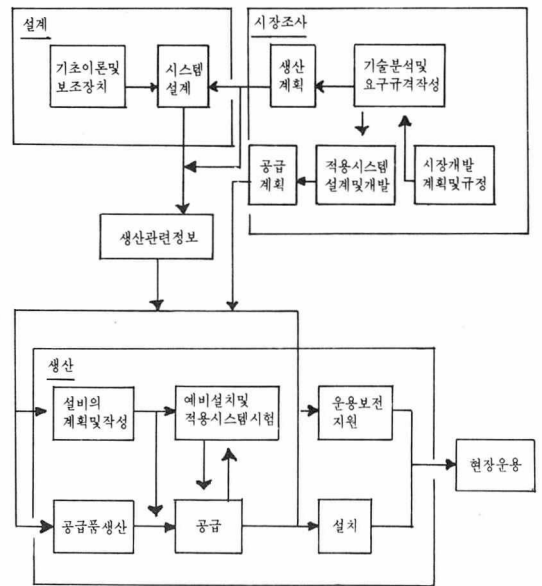 설계
시장조사
기초이론및
보조장치
시스템
설계
생산
계획
기술분석및
요구규격작성
공급
계획
적용시스템
설계및개발
시장개발
계획및규정
생산관련정보
생산
설비의
계획및작성
예비설치및
적용시스템시험
운용보전
지원
현장운용
공급품생산
공급
설치